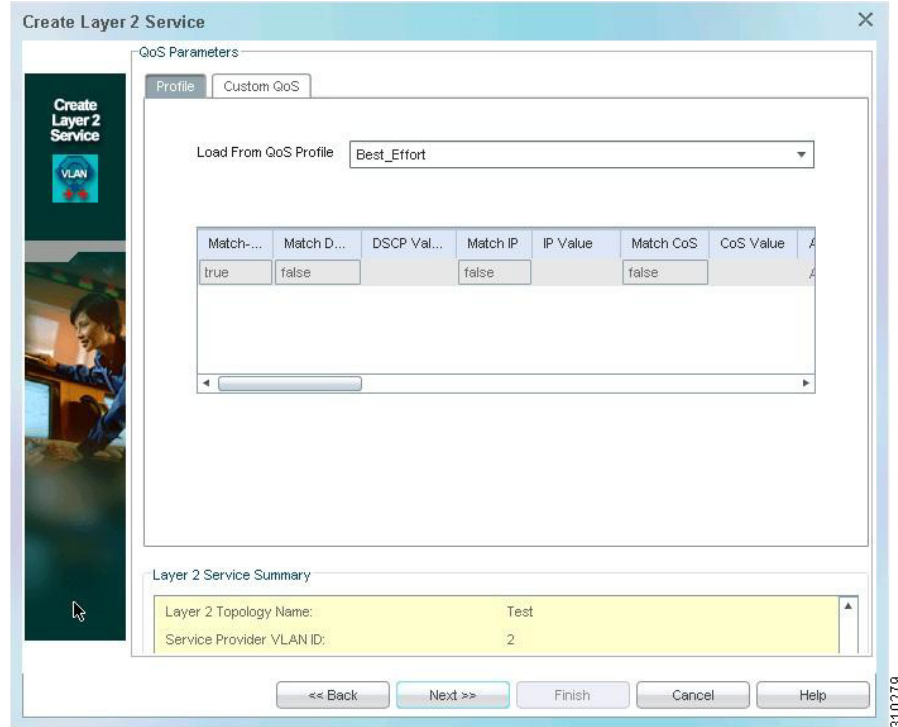 Create Layer 2 Service
QoS Parameters
Profile Custom QoS
Create
Layer 2
Service
VLAN
Load From QoS Profile Best_Effort
Match-... Match D... DSCP Val... Match IP IP Value Match CoS CoS Value A
true false false false A
Layer 2 Service Summary
Layer 2 Topology Name: Test
Service Provider VLAN ID: 2
<< Back Next >> Finish Cancel Help
310279